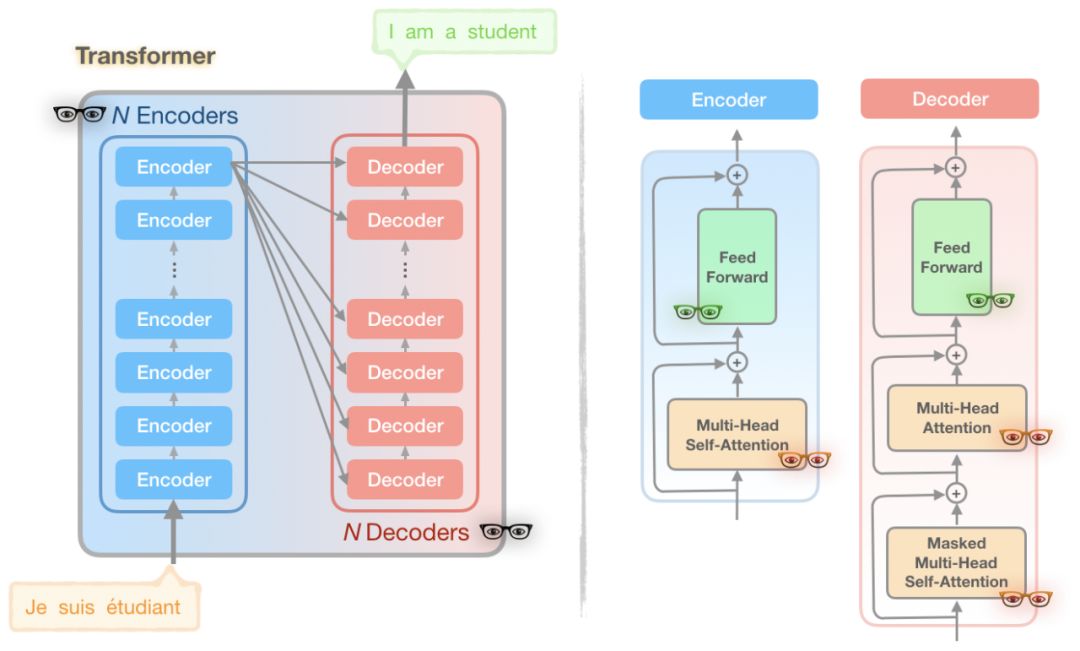 I am a student
Transformer
N Encoders
Encoder
Decoder
Encoder
Decoder
⋮
⋮
Encoder
Decoder
Encoder
Decoder
Encoder
Decoder
Encoder
Decoder
N Decoders
Je suis étudiant
Encoder
+
Feed
Forward
+
Multi-Head
Self-Attention
Decoder
+
Feed
Forward
+
Multi-Head
Attention
+
Masked
Multi-Head
Self-Attention